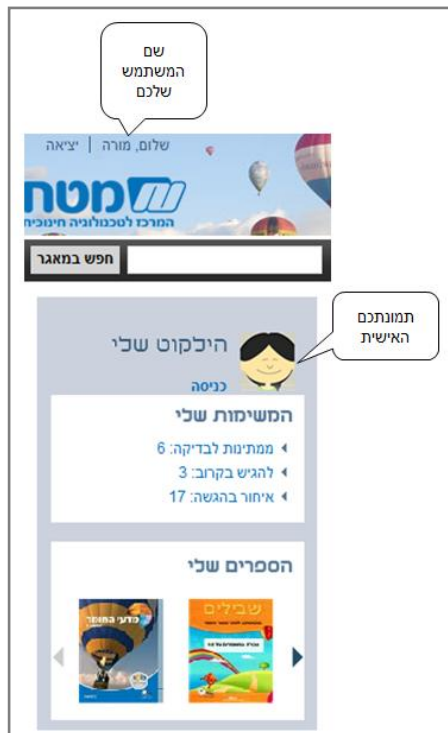 שם
המשתמש
שלכם
שלום, מורה | יציאה
מטח
המרכז לטכנולוגיה חינוכית
חפש במאגר
תמונתכם
האישית
הילקוט שלי
כניסה
המשימות שלי
ממתינות לבדיקה: 6
להגיש בקרוב: 3
איחור בהגשה: 17
הספרים שלי
שבילים
מדעי החומר